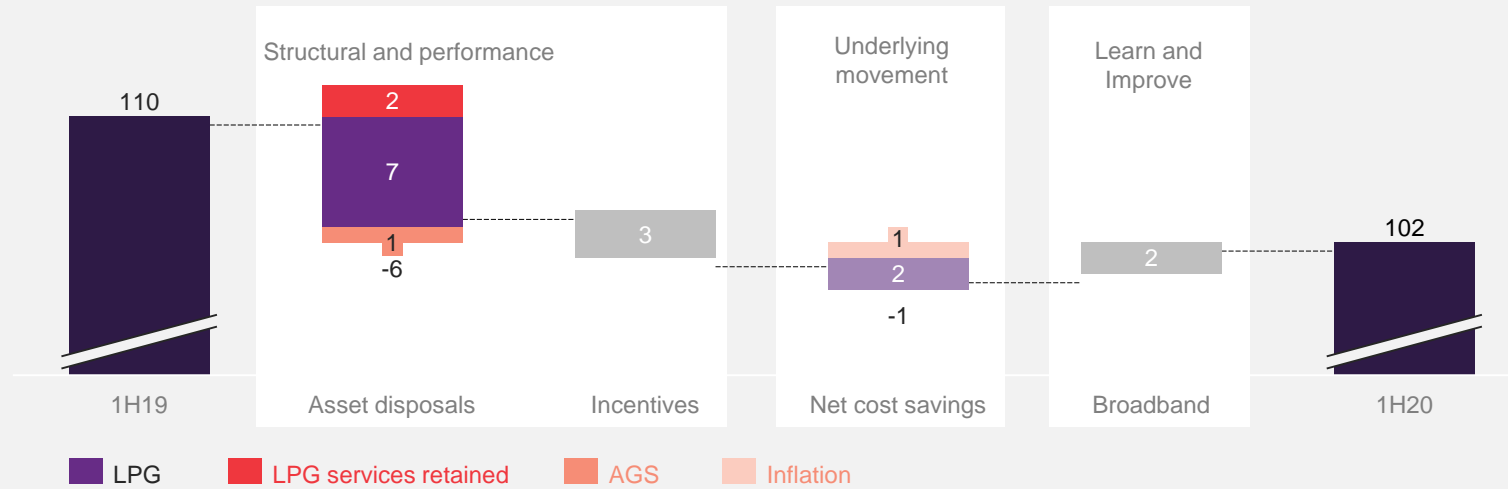 Structural and performance
Underlying
movement
Learn and
Improve
110
2
7
1
-6
3
1
2
-1
2
102
1H19
Asset disposals
Incentives
Net cost savings
Broadband
1H20
LPG
LPG services retained
AGS
Inflation